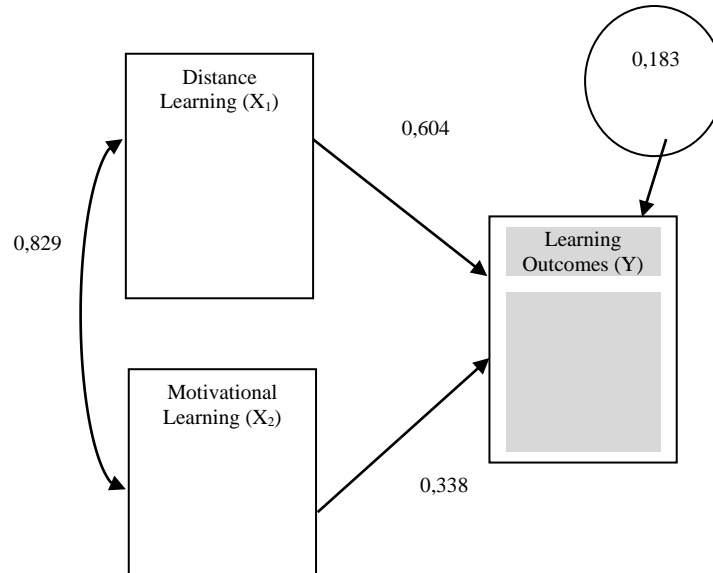 0,183
Distance
Learning (X₁)
0,604
0,829
Learning
Outcomes (Y)
Motivational
Learning (X₂)
0,338